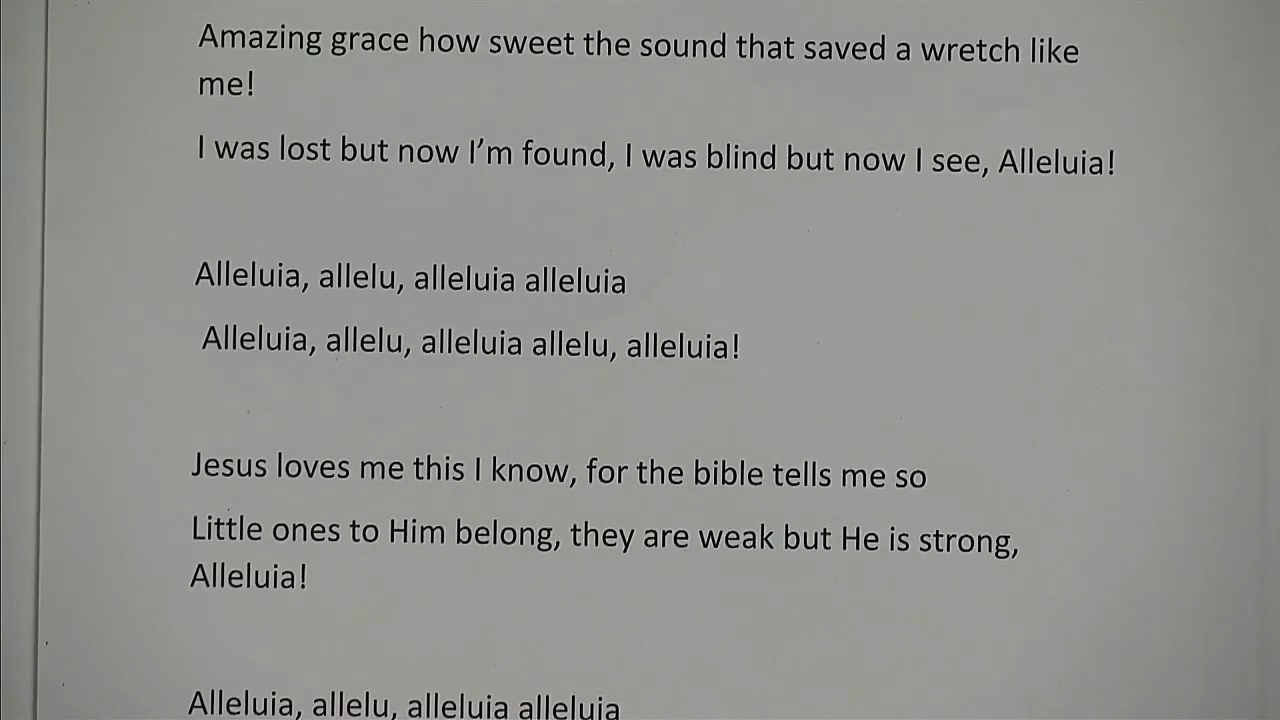 Amazing grace how sweet the sound that saved a wretch like
me!
I was lost but now I’m found, I was blind but now I see, Alleluia!
Alleluia, allelu, alleluia alleluia
Alleluia, allelu, alleluia allelu, alleluia!
Jesus loves me this I know, for the bible tells me so
Little ones to Him belong, they are weak but He is strong,
Alleluia!
Alleluia, allelu, alleluia alleluia